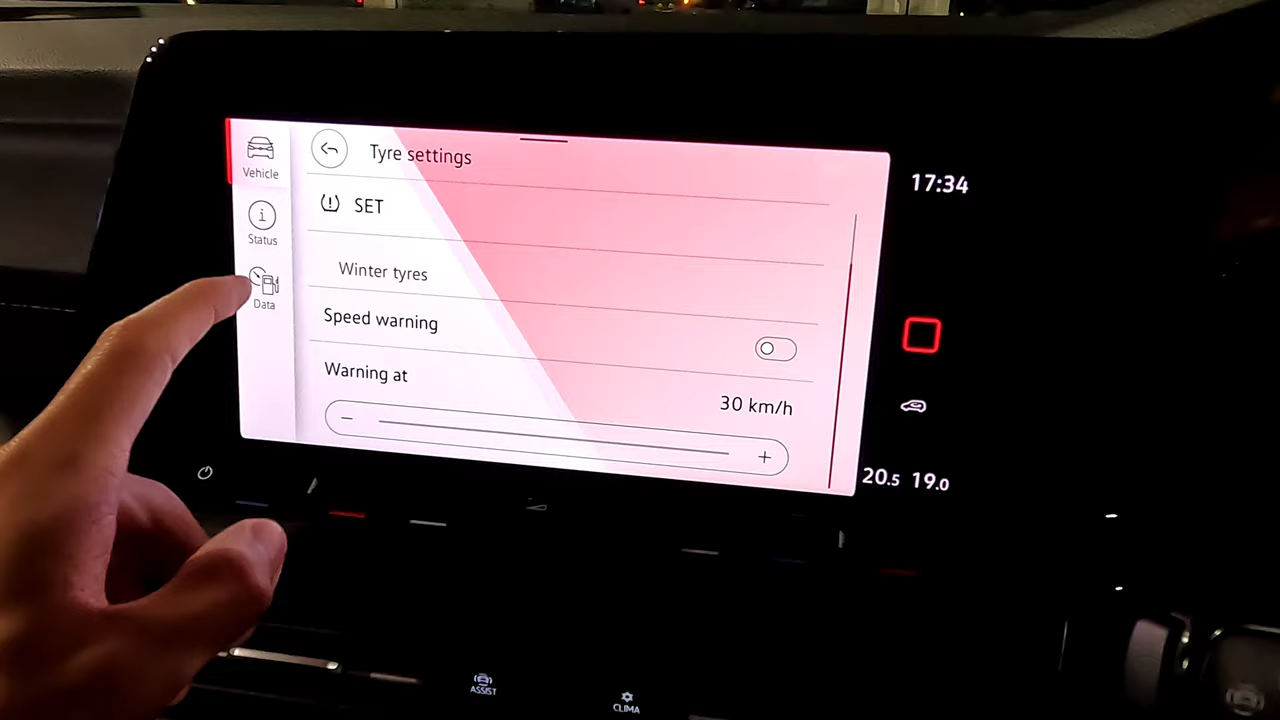 Vehicle
Status
Data
Tyre settings
SET
Winter tyres
Speed warning
Warning at
30 km/h
17:34
20.5 19.0
ASSIST
CLIMA